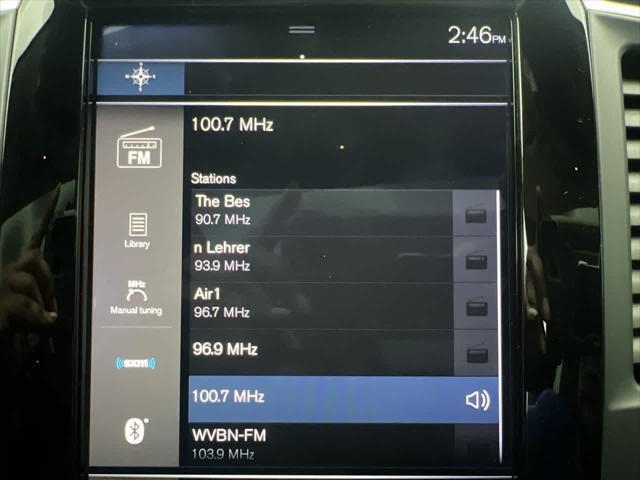 2:46PM
100.7 MHz
FM
Stations
The Bes
90.7 MHz
Library
n Lehrer
93.9 MHz
MHz
Manual tuning
Air1
96.7 MHz
96.9 MHz
((sxm))
100.7 MHz
WVBN-FM
103.9 MHz